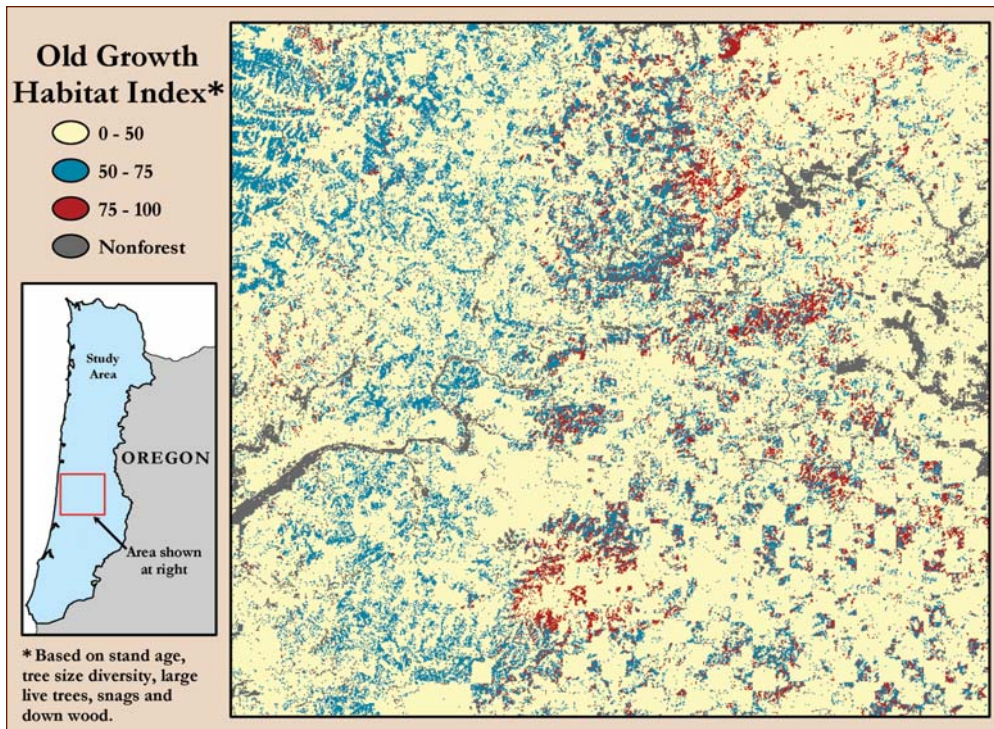 Old Growth
Habitat Index*
0 - 50
50 - 75
75 - 100
Nonforest
Study
Area
OREGON
Area shown
at right
* Based on stand age,
tree size diversity, large
live trees, snags and
down wood.